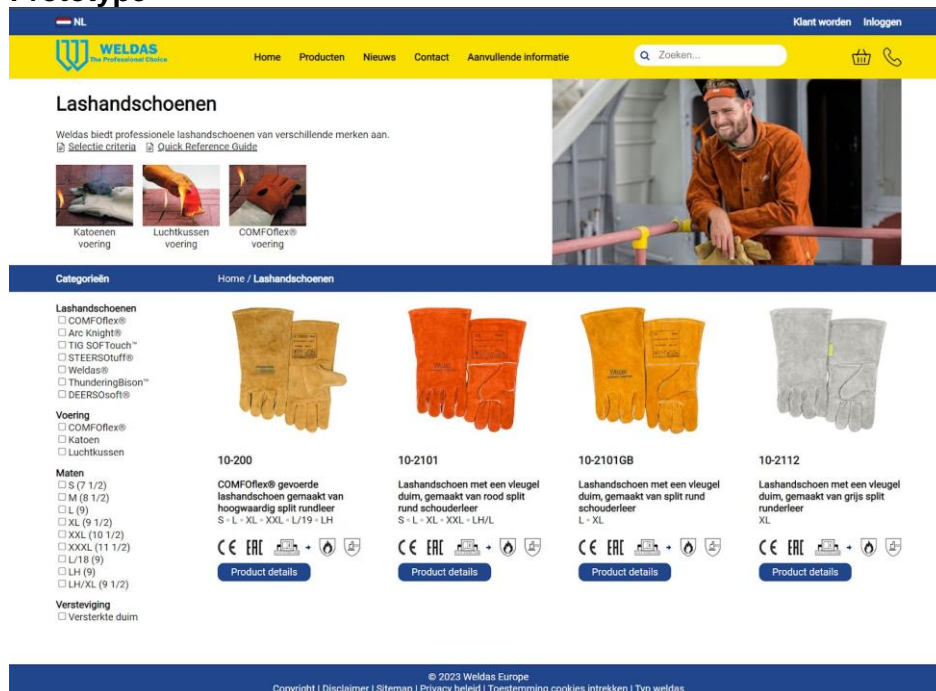 Prototype
NL
Klant worden Inloggen
WELDAS
The Professional Choice
Home Producten Nieuws Contact Aanvullende informatie
Zoeken...
Lashandschoenen
Weldas biedt professionele lashandschoenen van verschillende merken aan.
Selectie criteria Quick Reference Guide
Katoenen
voering
Luchtkussen
voering
COMFOflex®
voering
Categorieën
Home / Lashandschoenen
Lashandschoenen
COMFOflex®
Arc Knight®
TIG SOFTouch™
STEERSOtuff®
Weldas®
ThunderingBison™
DEERSOsoft®
Voering
COMFOflex®
Katoen
Luchtkussen
Maten
S (7 1/2)
M (8 1/2)
L (9)
XL (9 1/2)
XXL (10 1/2)
XXXL (11 1/2)
L/18 (9)
LH (9)
LH/XL (9 1/2)
Versteviging
Versterkte duim
10-200
COMFOflex® gevoerde
lashandschoen gemaakt van
hoogwaardig split rundleer
S - L - XL - XXL - L/19 - LH
CE EAC
Product details
10-2101
Lashandschoen met een vleugel
duim, gemaakt van rood split
rund schouderleer
S - L - XL - XXL - LH/L
CE EAC
Product details
10-2101GB
Lashandschoen met een vleugel
duim, gemaakt van split rund
schouderleer
L - XL
CE EAC
Product details
10-2112
Lashandschoen met een vleugel
duim, gemaakt van grijs split
runderleer
XL
CE EAC
Product details
© 2023 Weldas Europe
Copyright | Disclaimer | Sitemap | Privacy beleid | Toestemming cookies intrekken | Typ weldas